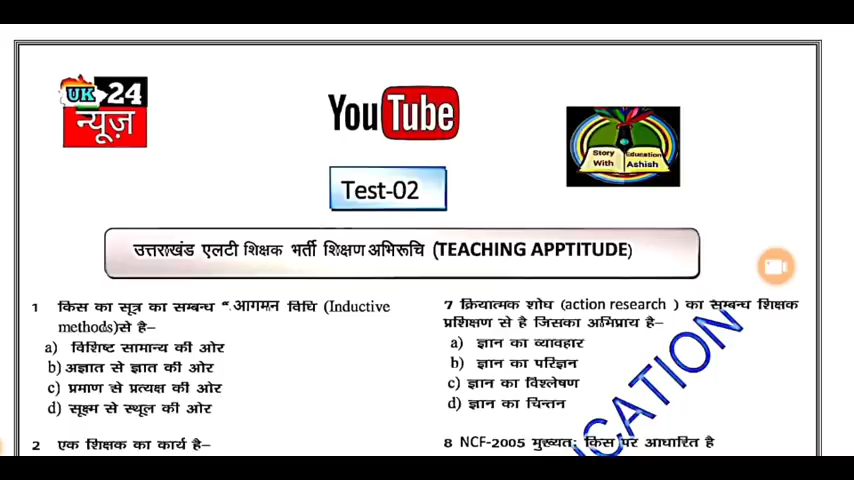 UK 24
न्यूज़
YouTube
Story Education
With Ashish
Test-02
उत्तराखंड एलटी शिक्षक भर्ती शिक्षण अभिरूचि (TEACHING APPTITUDE)
1 किस का सूत्र का सम्बन्ध "आगमन विधि (Inductive
methods)से है–
a) विशिष्ट सामान्य की ओर
b) अज्ञात से ज्ञात की ओर
c) प्रमाण से प्रत्यक्ष की ओर
d) सूक्ष्म से स्थूल की ओर
2 एक शिक्षक का कार्य है–
7 क्रियात्मक शोध (action research ) का सम्बन्ध शिक्षक
प्रशिक्षण से है जिसका अभिप्राय है–
a) ज्ञान का व्यावहार
b) ज्ञान का परिज्ञन
c) ज्ञान का विश्लेषण
d) ज्ञान का चिन्तन
8 NCF-2005 मुख्यतः किस पर आधारित है
UCATION